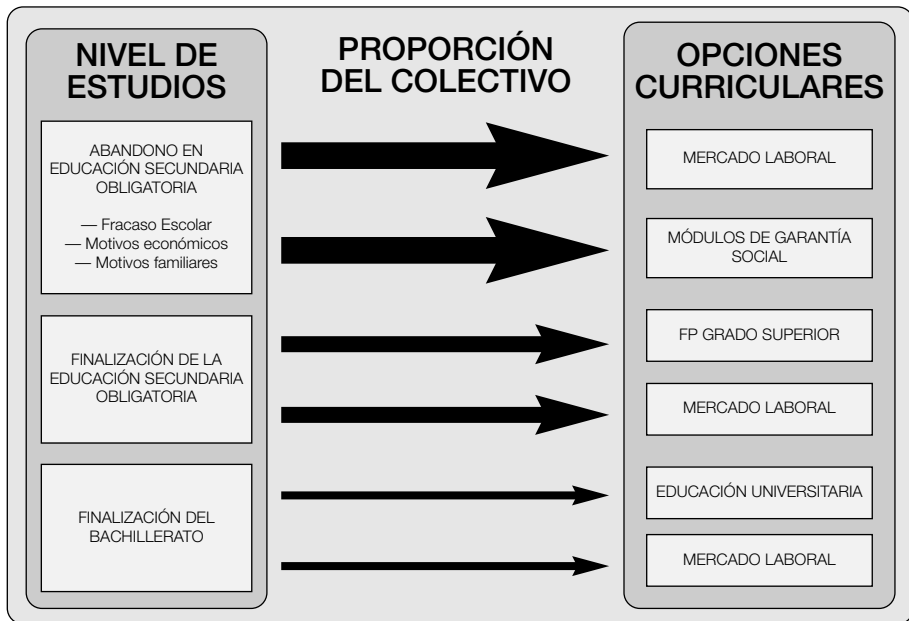 NIVEL DE
ESTUDIOS
ABANDONO EN
EDUCACIÓN SECUNDARIA
OBLIGATORIA
— Fracaso Escolar
— Motivos económicos
— Motivos familiares
FINALIZACIÓN DE LA
EDUCACIÓN SECUNDARIA
OBLIGATORIA
FINALIZACIÓN DEL
BACHILLERATO
PROPORCIÓN
DEL COLECTIVO
OPCIONES
CURRICULARES
MERCADO LABORAL
MÓDULOS DE GARANTÍA
SOCIAL
FP GRADO SUPERIOR
MERCADO LABORAL
EDUCACIÓN UNIVERSITARIA
MERCADO LABORAL